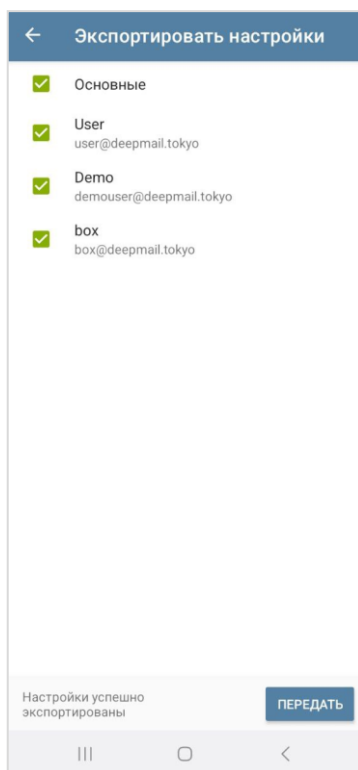 Экспортировать настройки
Основные
User
user@deepmail.tokyo
Demo
demouser@deepmail.tokyo
box
box@deepmail.tokyo
Настройки успешно
экспортированы
ПЕРЕДАТЬ